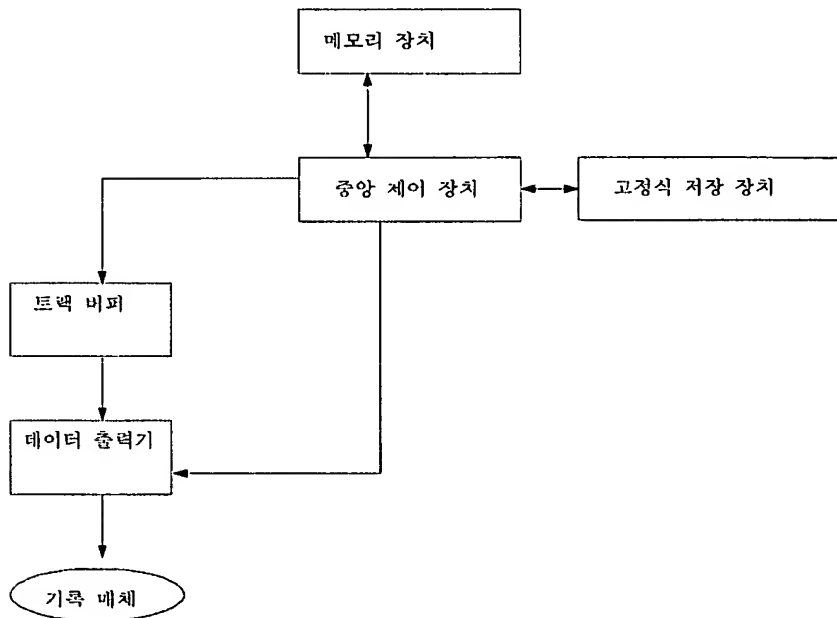 메모리 장치
중앙 제어 장치
고정식 저장 장치
트랙 버퍼
데이터 출력기
기록 매체